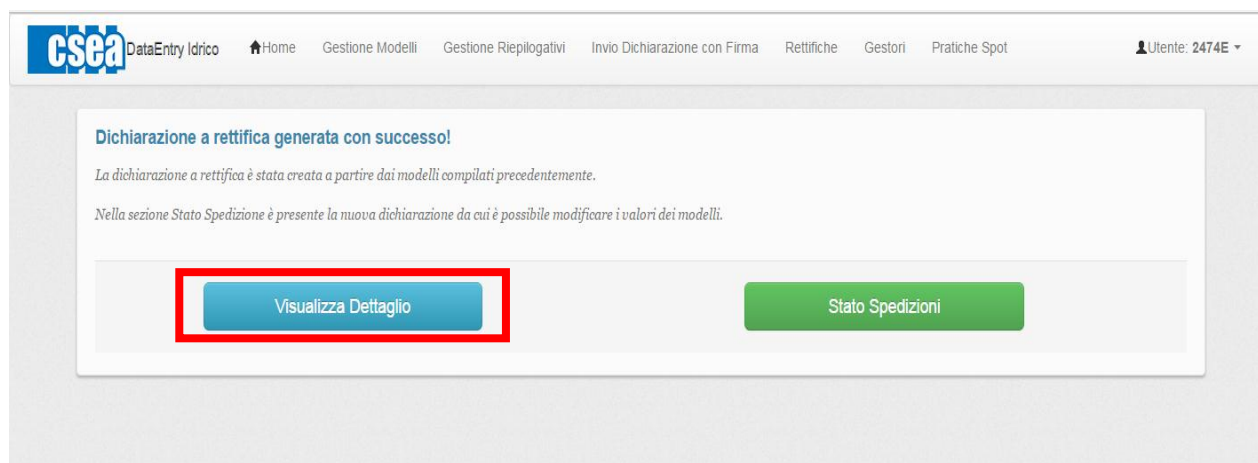 csea DataEntry Idrico Home Gestione Modelli Gestione Riepilogativi Invio Dichiarazione con Firma Rettifiche Gestori Pratiche Spot Utente: 2474E
Dichiarazione a rettifica generata con successo!
La dichiarazione a rettifica è stata creata a partire dai modelli compilati precedentemente.
Nella sezione Stato Spedizione è presente la nuova dichiarazione da cui è possibile modificare i valori dei modelli.
Visualizza Dettaglio Stato Spedizioni